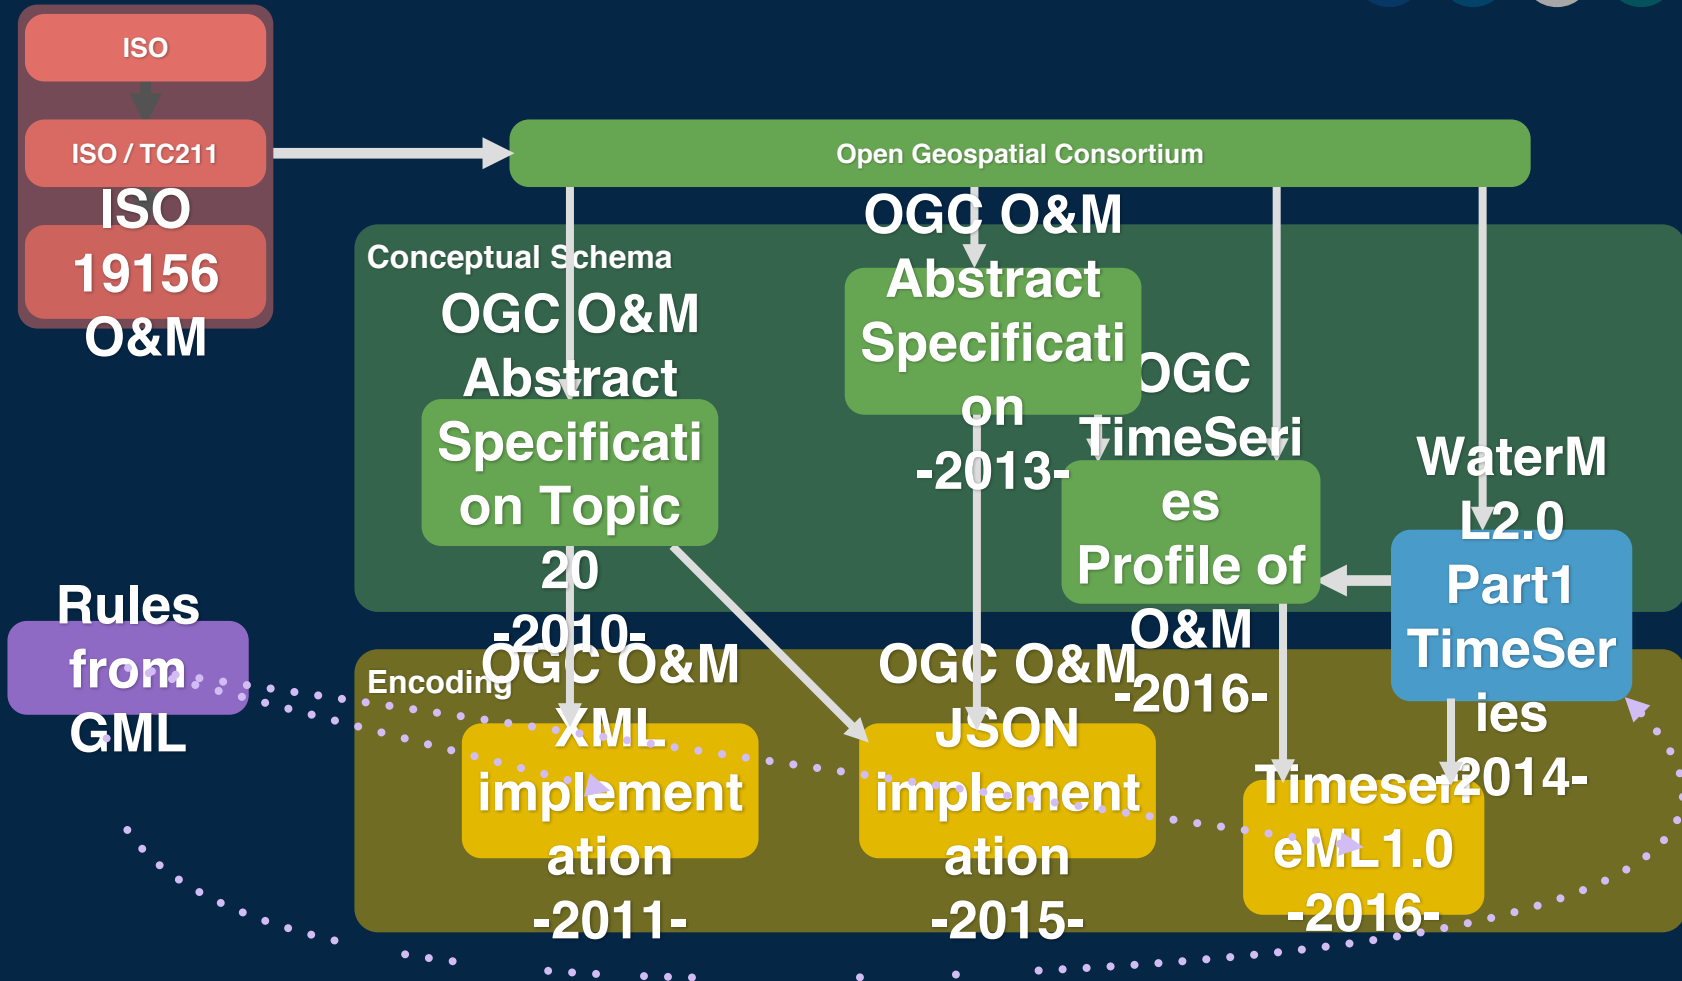 ISO
ISO / TC211
ISO
19156
O&M
Open Geospatial Consortium
Conceptual Schema
OGC O&M
Abstract
Specificati
on Topic
20
-2010-
OGC O&M
Abstract
Specificati
on
-2013-
OGC
TimeSeri
es
Profile of
O&M
-2016-
WaterM
L2.0
Part1
TimeSer
ies
-2014-
Rules
from
GML
Encoding
OGC O&M
XML
implement
ation
-2011-
OGC O&M
JSON
implement
ation
-2015-
Timeseri
eML1.0
-2016-